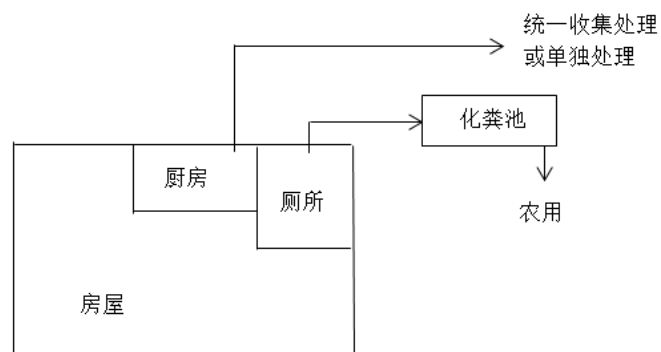 统一收集处理
或单独处理
化粪池
厨房
厕所
农用
房屋